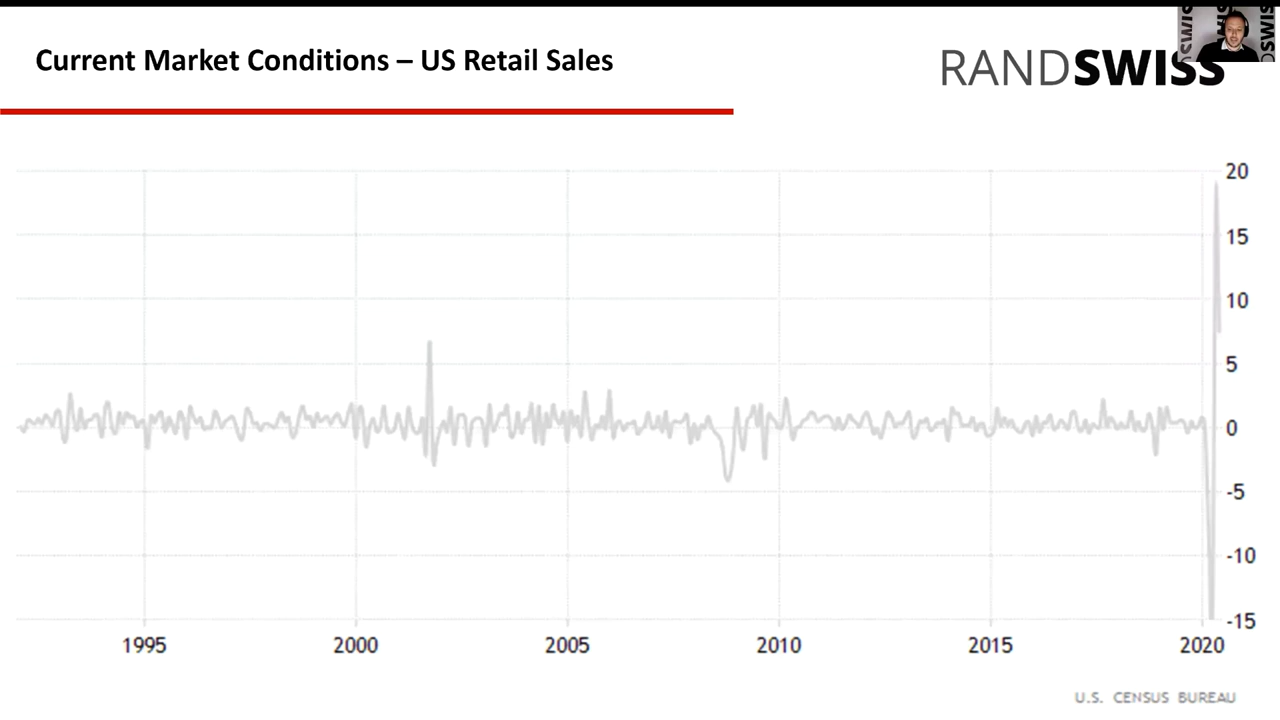 Current Market Conditions – US Retail Sales
RANDSWISS
20
15
10
5
0
-5
-10
-15
1995 2000 2005 2010 2015 2020
U.S. CENSUS BUREAU